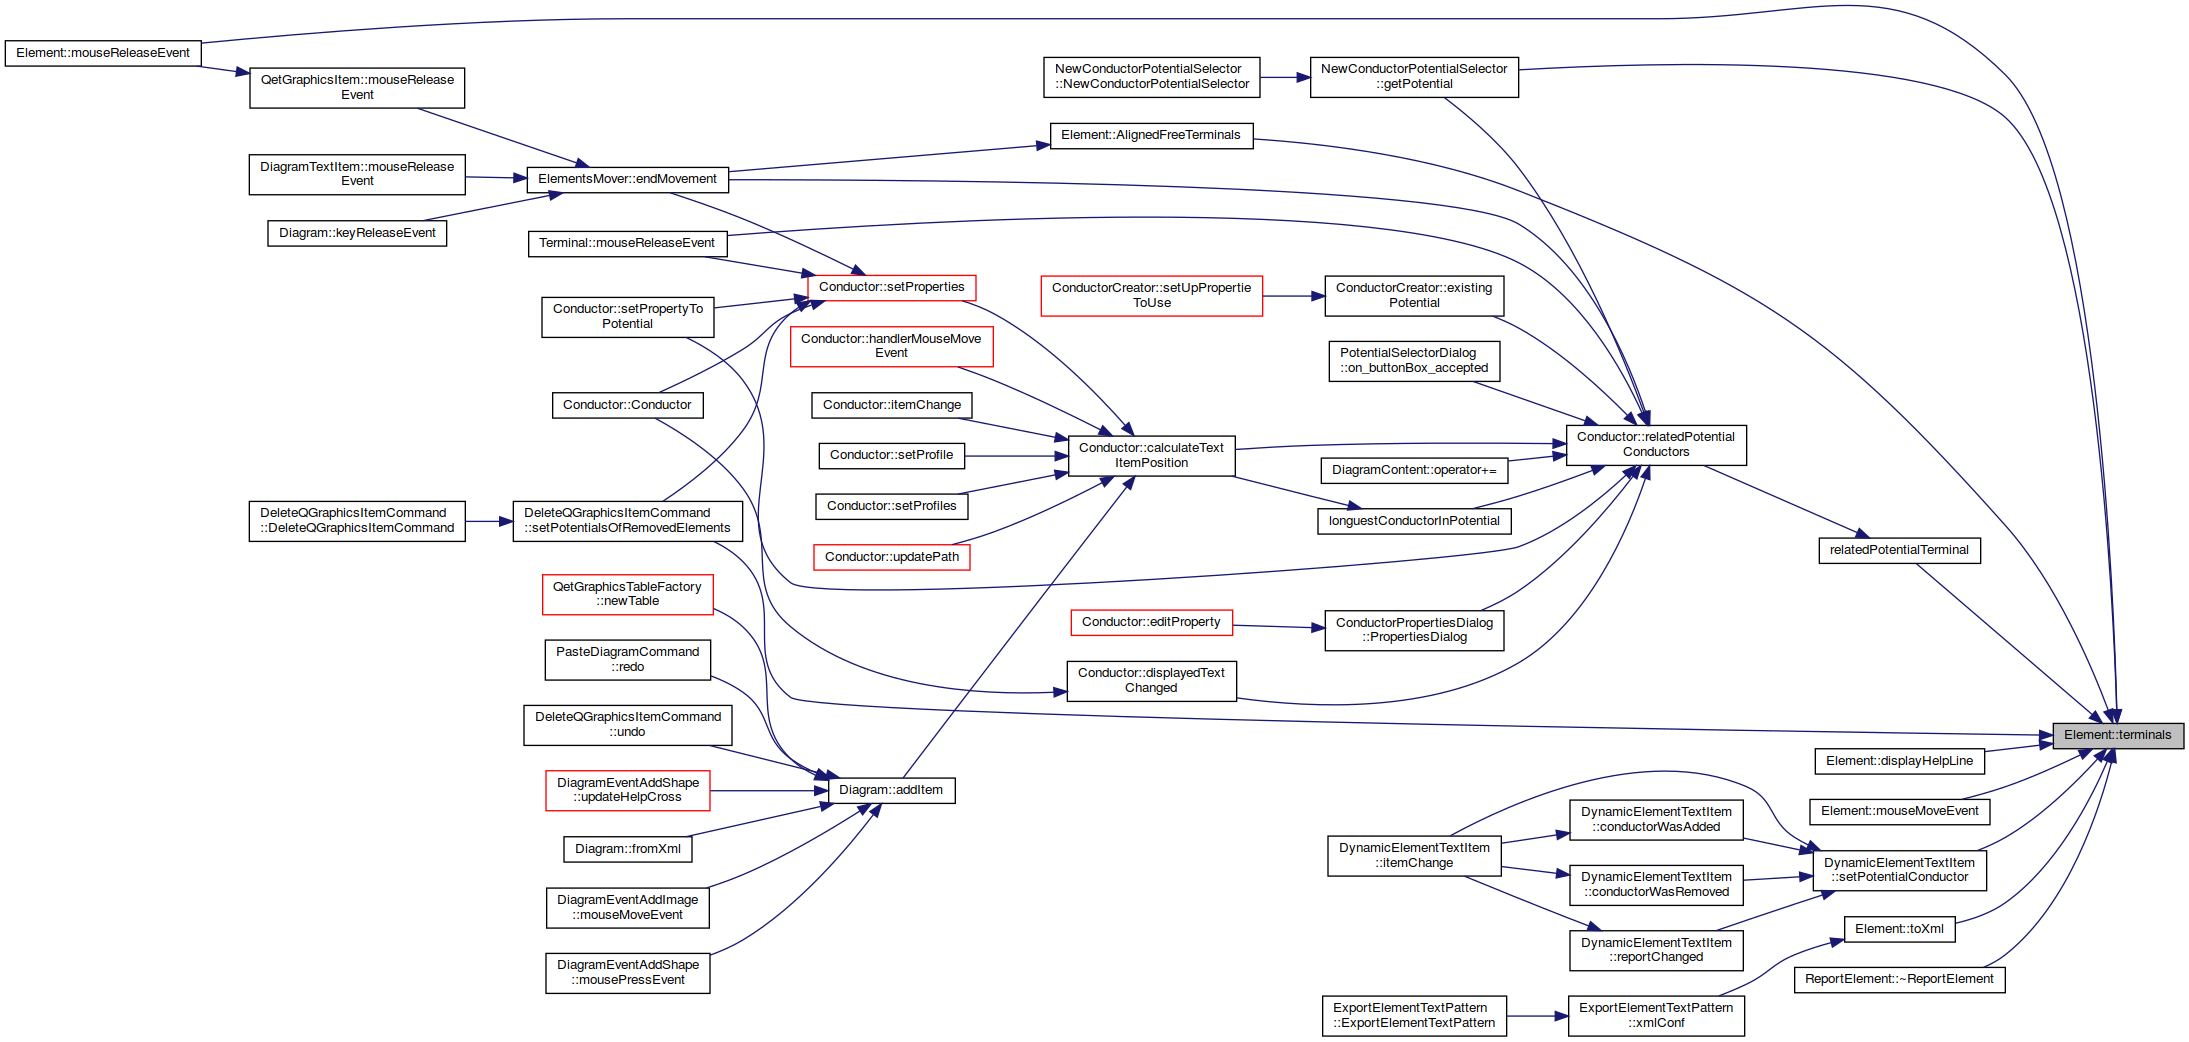 Element::mouseReleaseEvent
QetGraphicsItem::mouseRelease
Event
DiagramTextItem::mouseRelease
Event
Diagram::keyReleaseEvent
DeleteQGraphicsItemCommand
::DeleteQGraphicsItemCommand
ElementsMover::endMovement
Terminal::mouseReleaseEvent
Conductor::setPropertyTo
Potential
Conductor::Conductor
DeleteQGraphicsItemCommand
::setPotentialsOfRemovedElements
QetGraphicsTableFactory
::newTable
PasteDiagramCommand
::redo
DeleteQGraphicsItemCommand
::undo
DiagramEventAddShape
::updateHelpCross
Diagram::fromXml
DiagramEventAddImage
::mouseMoveEvent
DiagramEventAddShape
::mousePressEvent
Conductor::setProperties
Conductor::handlerMouseMove
Event
Conductor::itemChange
Conductor::setProfile
Conductor::setProfiles
Conductor::updatePath
Diagram::addItem
NewConductorPotentialSelector
::NewConductorPotentialSelector
Element::AlignedFreeTerminals
ConductorCreator::setUpPropertie
ToUse
Conductor::calculateText
ItemPosition
Conductor::editProperty
Conductor::displayedText
Changed
NewConductorPotentialSelector
::getPotential
ConductorCreator::existing
Potential
PotentialSelectorDialog
::on_buttonBox_accepted
DiagramContent::operator+=
longuestConductorInPotential
ConductorPropertiesDialog
::PropertiesDialog
DynamicElementTextItem
::itemChange
ExportElementTextPattern
::ExportElementTextPattern
Conductor::relatedPotential
Conductors
DynamicElementTextItem
::conductorWasAdded
DynamicElementTextItem
::conductorWasRemoved
DynamicElementTextItem
::reportChanged
ExportElementTextPattern
::xmlConf
relatedPotentialTerminal
Element::displayHelpLine
Element::mouseMoveEvent
DynamicElementTextItem
::setPotentialConductor
Element::toXml
ReportElement::~ReportElement
Element::terminals